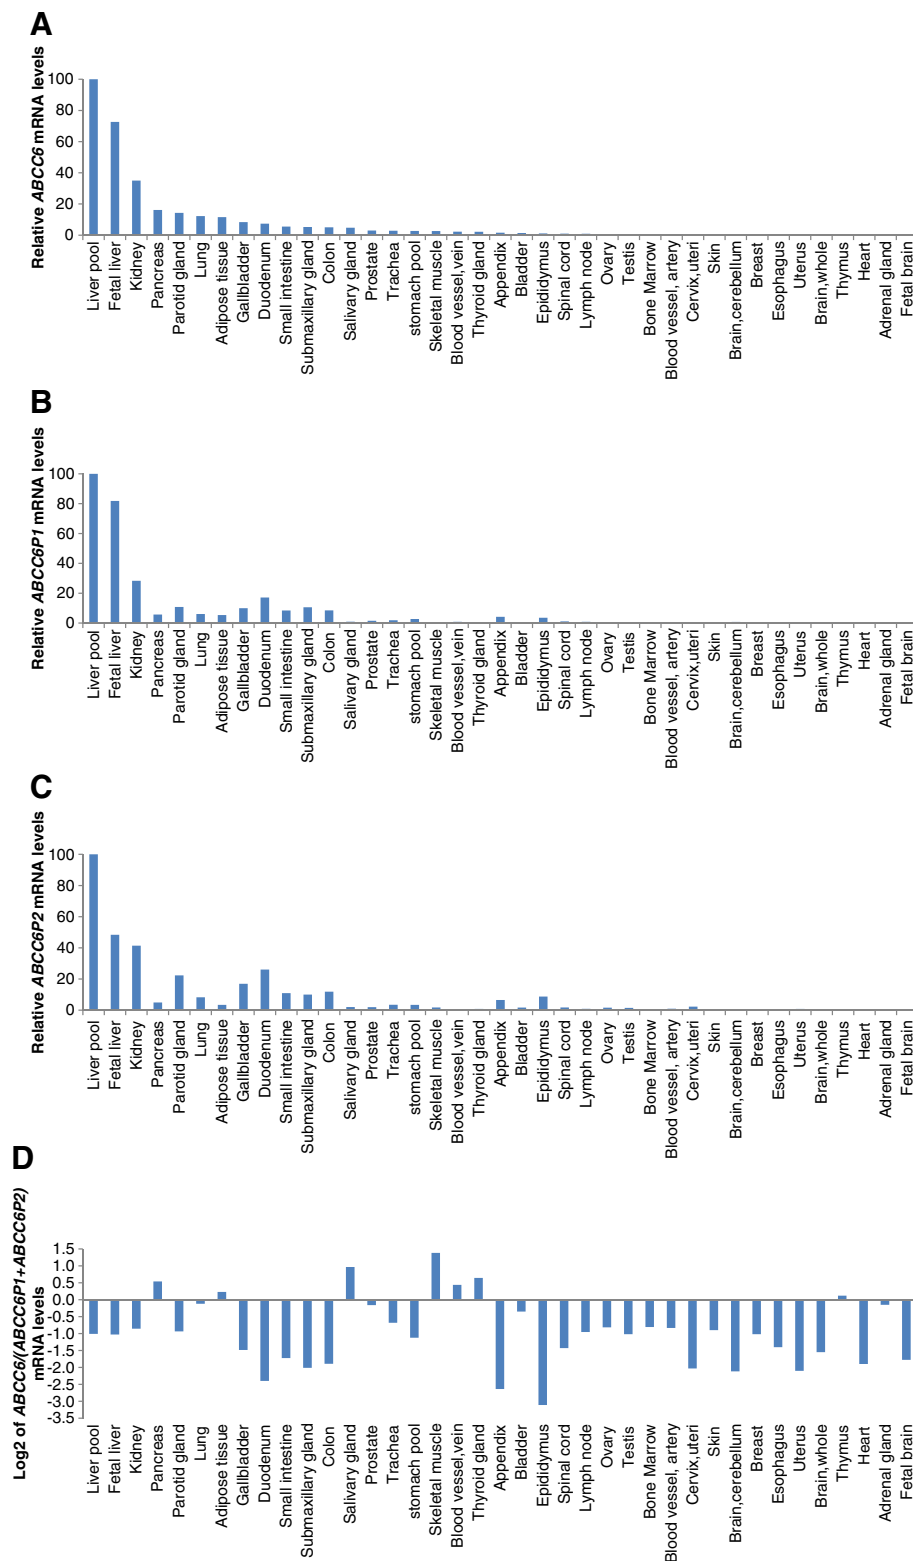 A
Relative ABCC6 mRNA levels
100
80
60
40
20
0
Liver pool
Fetal liver
Kidney
Pancreas
Parotid gland
Lung
Adipose tissue
Gallbladder
Duodenum
Small intestine
Submaxillary gland
Colon
Salivary gland
Prostate
Trachea
stomach pool
Skeletal muscle
Blood vessel,vein
Thyroid gland
Appendix
Bladder
Epididymus
Spinal cord
Lymph node
Ovary
Testis
Bone Marrow
Blood vessel, artery
Cervix,uteri
Skin
Brain,cerebellum
Breast
Esophagus
Uterus
Brain,whole
Thymus
Heart
Adrenal gland
Fetal brain
B
Relative ABCC6P1 mRNA levels
100
80
60
40
20
0
Liver pool
Fetal liver
Kidney
Pancreas
Parotid gland
Lung
Adipose tissue
Gallbladder
Duodenum
Small intestine
Submaxillary gland
Colon
Salivary gland
Prostate
Trachea
stomach pool
Skeletal muscle
Blood vessel,vein
Thyroid gland
Appendix
Bladder
Epididymus
Spinal cord
Lymph node
Ovary
Testis
Bone Marrow
Blood vessel, artery
Cervix,uteri
Skin
Brain,cerebellum
Breast
Esophagus
Uterus
Brain,whole
Thymus
Heart
Adrenal gland
Fetal brain
C
Relative ABCC6P2 mRNA levels
100
80
60
40
20
0
Liver pool
Fetal liver
Kidney
Pancreas
Parotid gland
Lung
Adipose tissue
Gallbladder
Duodenum
Small intestine
Submaxillary gland
Colon
Salivary gland
Prostate
Trachea
stomach pool
Skeletal muscle
Blood vessel,vein
Thyroid gland
Appendix
Bladder
Epididymus
Spinal cord
Lymph node
Ovary
Testis
Bone Marrow
Blood vessel, artery
Cervix,uteri
Skin
Brain,cerebellum
Breast
Esophagus
Uterus
Brain,whole
Thymus
Heart
Adrenal gland
Fetal brain
D
Log2 of ABCC6/(ABCC6P1+ABCC6P2)
mRNA levels
1.5
1.0
0.5
0.0
-0.5
-1.0
-1.5
-2.0
-2.5
-3.0
-3.5
Liver pool
Fetal liver
Kidney
Pancreas
Parotid gland
Lung
Adipose tissue
Gallbladder
Duodenum
Small intestine
Submaxillary gland
Colon
Salivary gland
Prostate
Trachea
stomach pool
Skeletal muscle
Blood vessel,vein
Thyroid gland
Appendix
Bladder
Epididymus
Spinal cord
Lymph node
Ovary
Testis
Bone Marrow
Blood vessel, artery
Cervix,uteri
Skin
Brain,cerebellum
Breast
Esophagus
Uterus
Brain,whole
Thymus
Heart
Adrenal gland
Fetal brain